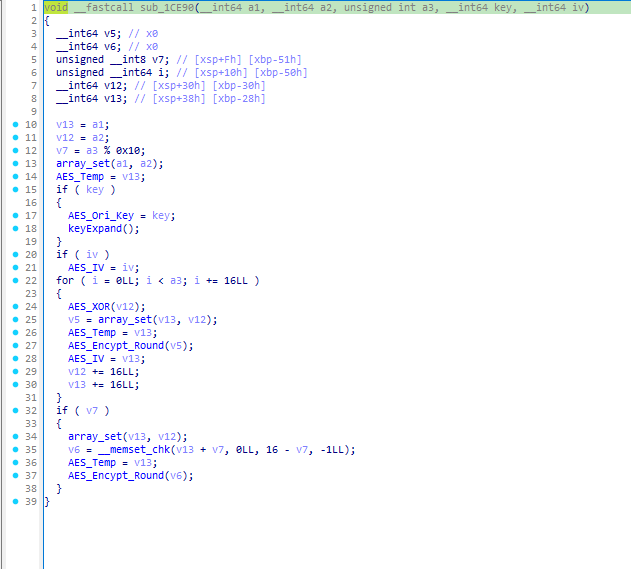 1 void __fastcall sub_1CE90(__int64 a1, __int64 a2, unsigned int a3, __int64 key, __int64 iv)
2 {
3 __int64 v5; // x0
4 __int64 v6; // x0
5 unsigned __int8 v7; // [xsp+Fh] [xbp-51h]
6 unsigned __int64 i; // [xsp+10h] [xbp-50h]
7 __int64 v12; // [xsp+30h] [xbp-30h]
8 __int64 v13; // [xsp+38h] [xbp-28h]
9
10 v13 = a1;
11 v12 = a2;
12 v7 = a3 % 0x10;
13 array_set(a1, a2);
14 AES_Temp = v13;
15 if ( key )
16 {
17 AES_Ori_Key = key;
18 keyExpand();
19 }
20 if ( iv )
21 AES_IV = iv;
22 for ( i = 0LL; i < a3; i += 16LL )
23 {
24 AES_XOR(v12);
25 v5 = array_set(v13, v12);
26 AES_Temp = v13;
27 AES_Encypt_Round(v5);
28 AES_IV = v13;
29 v12 += 16LL;
30 v13 += 16LL;
31 }
32 if ( v7 )
33 {
34 array_set(v13, v12);
35 v6 = __memset_chk(v13 + v7, 0LL, 16 - v7, -1LL);
36 AES_Temp = v13;
37 AES_Encypt_Round(v6);
38 }
39 }